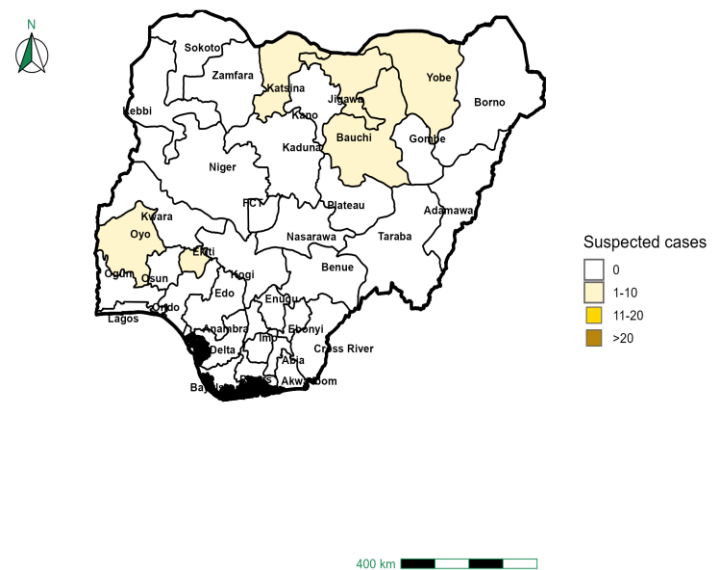 N
Sokoto
Zamfara
Katsina
Yobe
Jigawa
Borno
Kebbi
Kano
Bauchi
Gombe
Kaduna
Niger
FCT
Plateau
Adamawa
Kwara
Oyo
Nasarawa
Taraba
Ekiti
Benue
Ogun
Osun
Kogi
Edo
Enugu
Ondo
Lagos
Anambra
Ebonyi
Imo
Delta
Cross River
Abia
Akwa Ibom
Suspected cases
0
1-10
11-20
>20
400 km